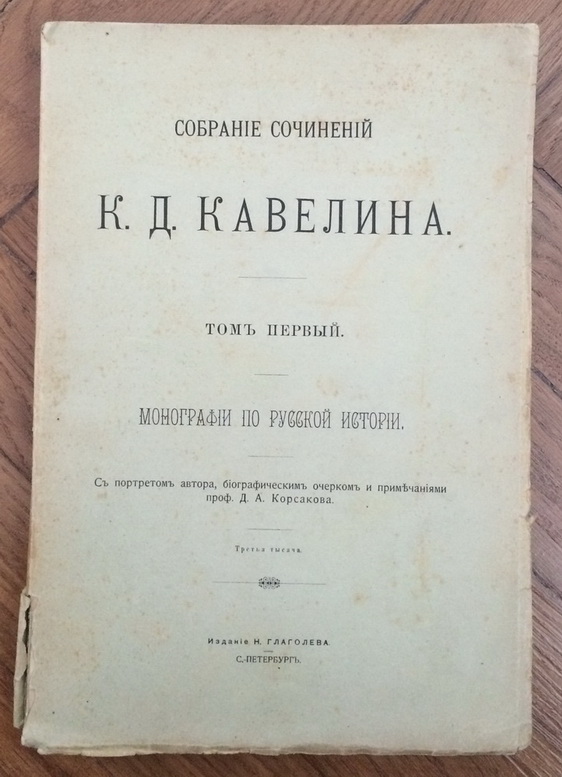 СОБРАНІЕ СОЧИНЕНІЙ
К. Д. КАВЕЛИНА.
ТОМЪ ПЕРВЫЙ.
МОНОГРАФІИ ПО РУССКОЙ ИСТОРІИ.
Съ портретомъ автора, біографическимъ очеркомъ и примѣчаніями
проф. Д. А. Корсакова.
Третья тысяча.
Изданіе Н. ГЛАГОЛЕВА.
С.-ПЕТЕРБУРГЪ.